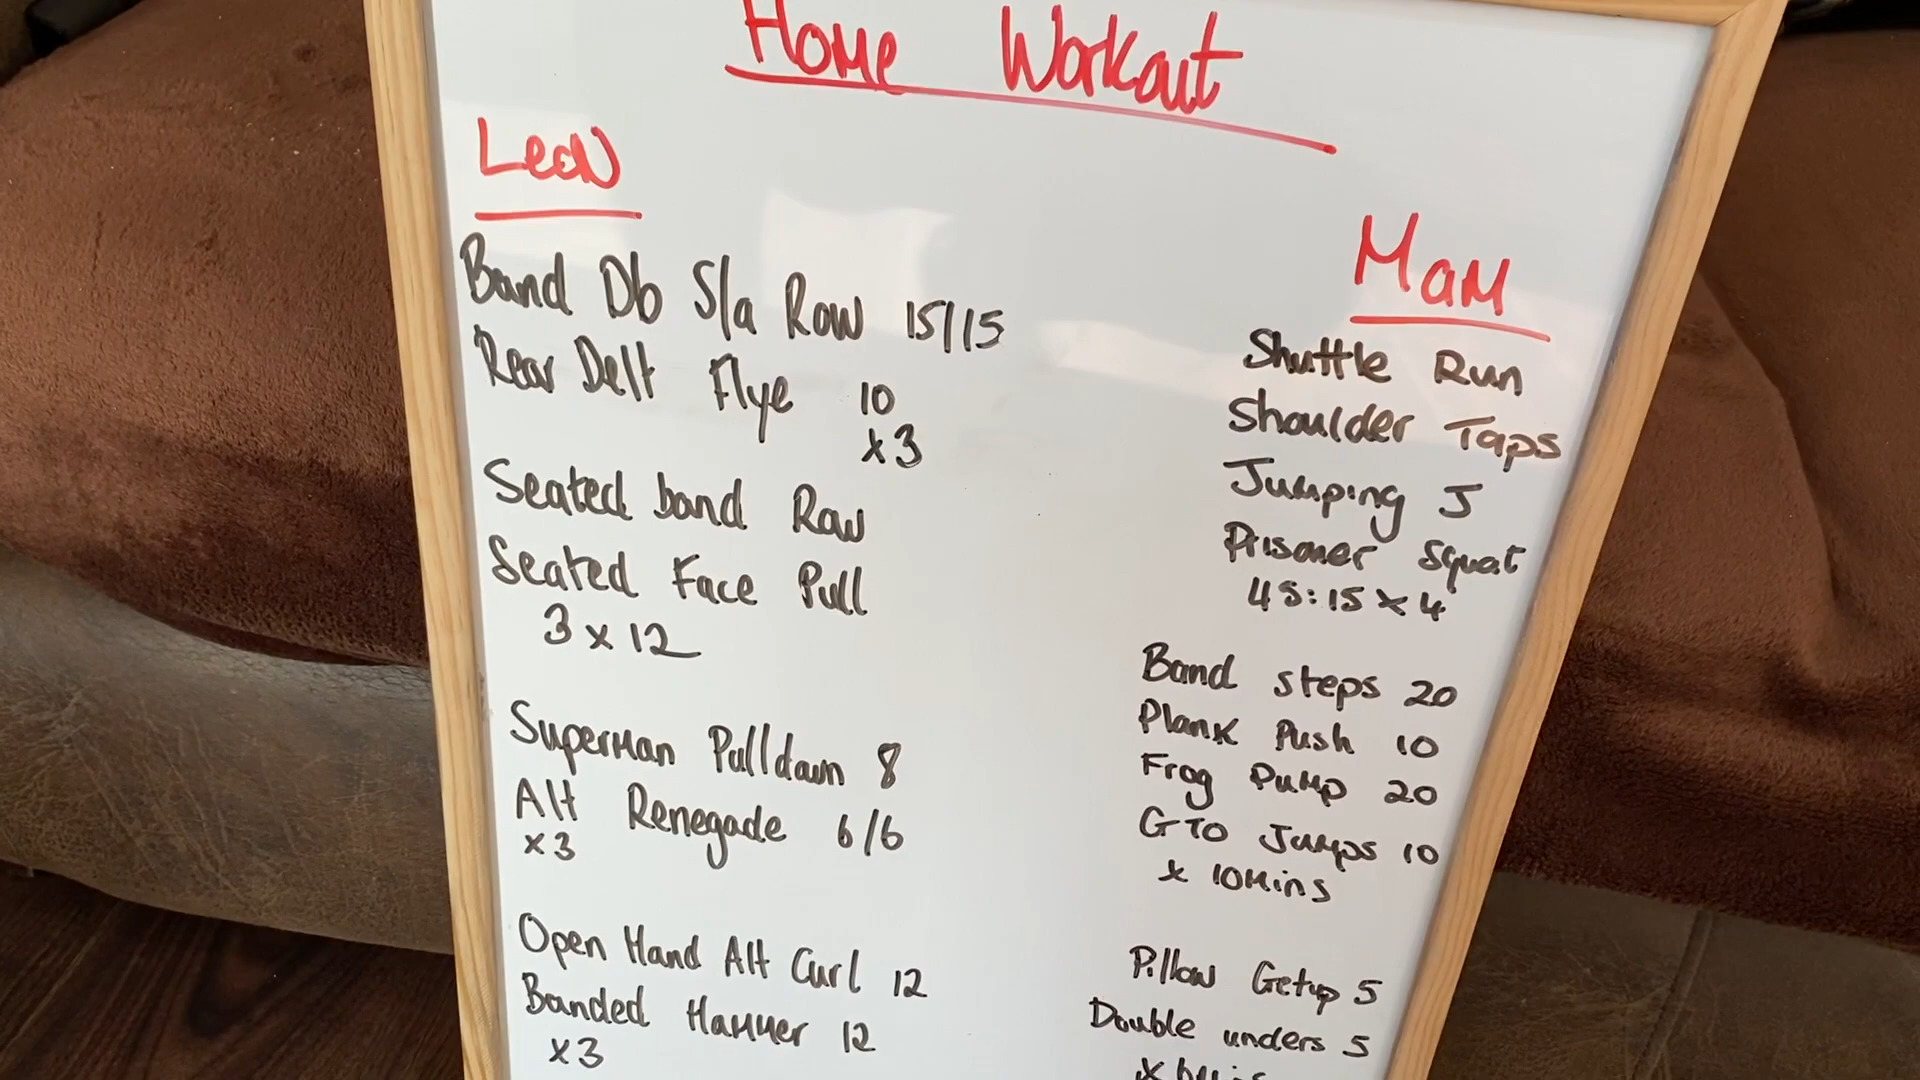 Home Workout
Leon
Band Db S/a Row 15/15
Rear Delt Flye 10
x3
Seated band Row
Seated Face Pull
3 x 12
Superman Pulldown 8
Alt Renegade 6/6
x3
Open Hand Alt Curl 12
Banded Hammer 12
x3
Mam
Shuttle Run
Shoulder Taps
Jumping J
Prisoner Squat
45:15 x 4
Band steps 20
Plank Push 10
Frog Pump 20
GTO Jumps 10
x 10mins
Pillow Getup 5
Double unders 5